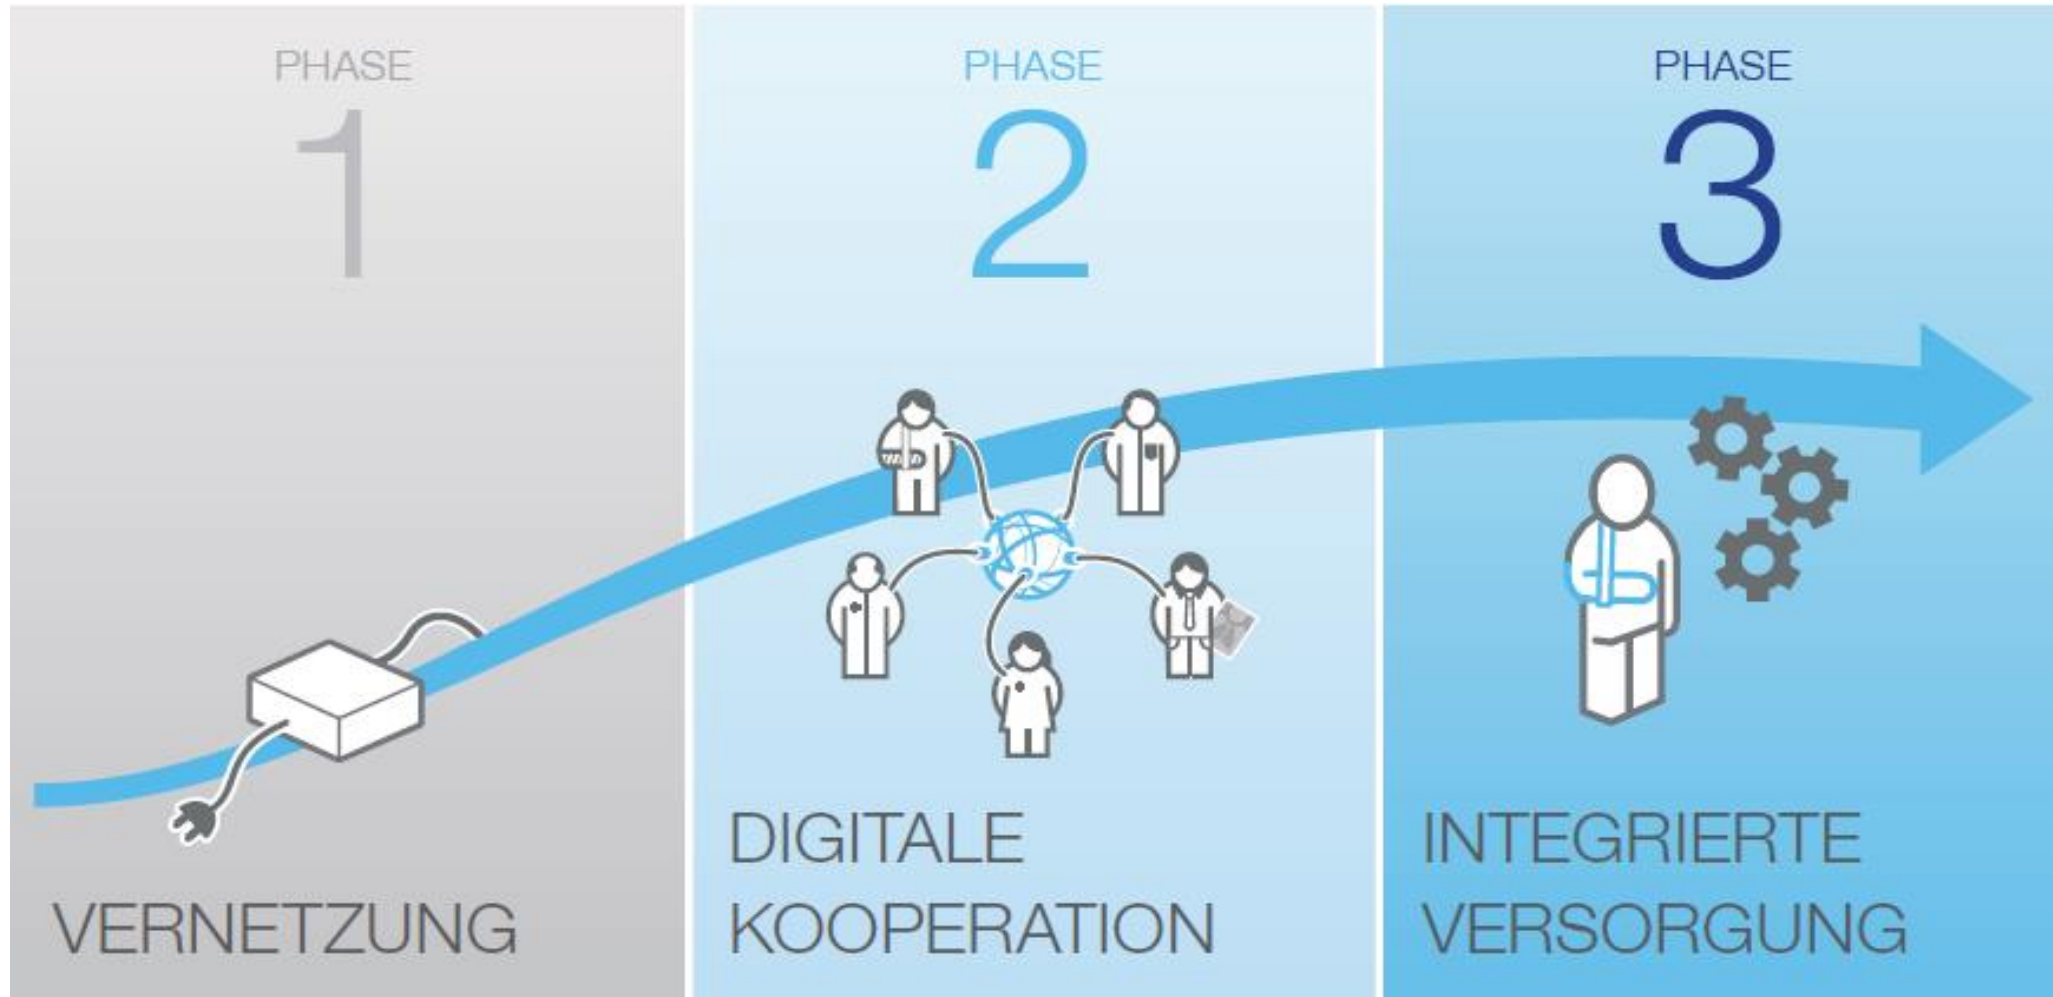 PHASE
1
VERNETZUNG
PHASE
2
DIGITALE
KOOPERATION
PHASE
3
INTEGRIERTE
VERSORGUNG